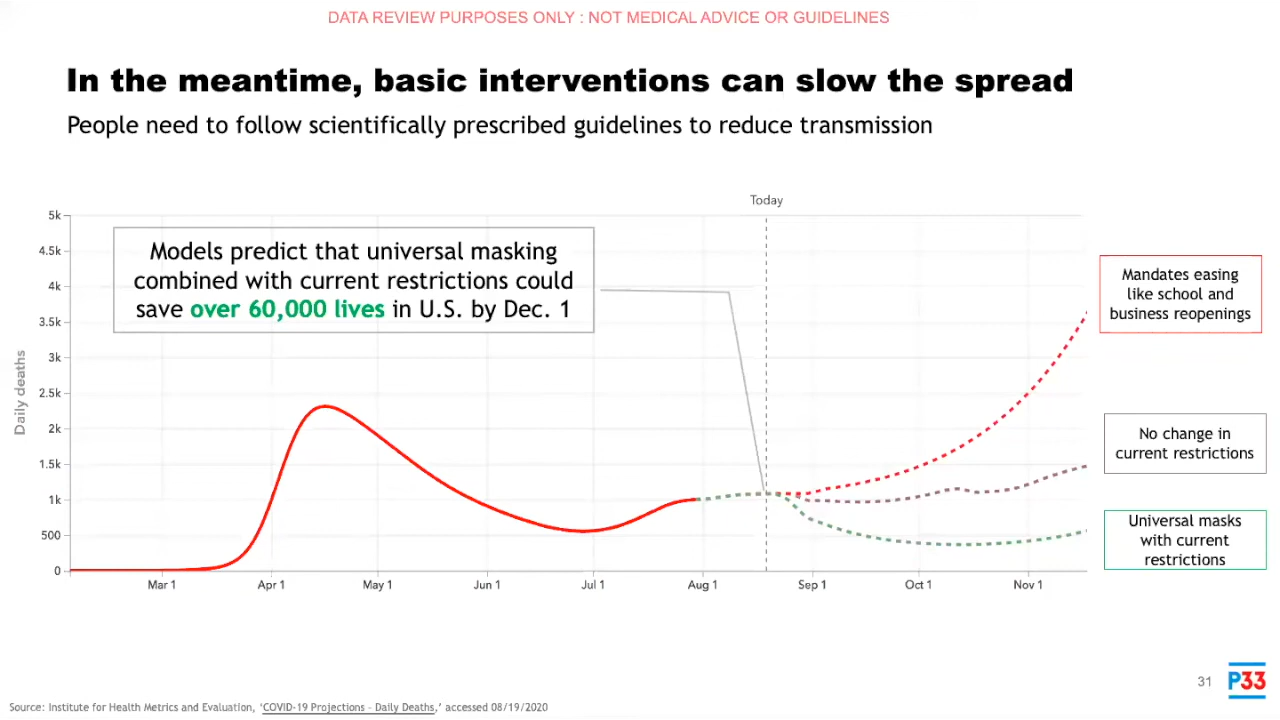 DATA REVIEW PURPOSES ONLY : NOT MEDICAL ADVICE OR GUIDELINES
In the meantime, basic interventions can slow the spread
People need to follow scientifically prescribed guidelines to reduce transmission
Today
Daily deaths
5k
4.5k
4k
3.5k
3k
2.5k
2k
1.5k
1k
500
0
Models predict that universal masking
combined with current restrictions could
save over 60,000 lives in U.S. by Dec. 1
Mandates easing
like school and
business reopenings
No change in
current restrictions
Universal masks
with current
restrictions
Mar 1
Apr 1
May 1
Jun 1
Jul 1
Aug 1
Sep 1
Oct 1
Nov 1
31
P33
Source: Institute for Health Metrics and Evaluation, ‘COVID-19 Projections – Daily Deaths,’ accessed 08/19/2020